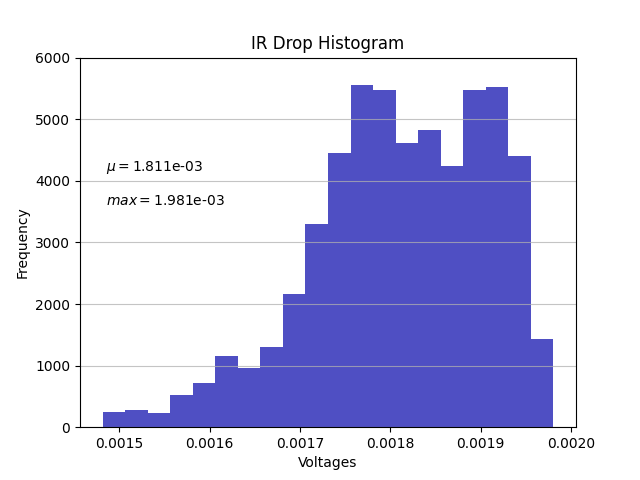 IR Drop Histogram
6000
5000
4000
3000
2000
1000
0
Frequency
μ = 1.811e-03
max = 1.981e-03
0.0015 0.0016 0.0017 0.0018 0.0019 0.0020
Voltages